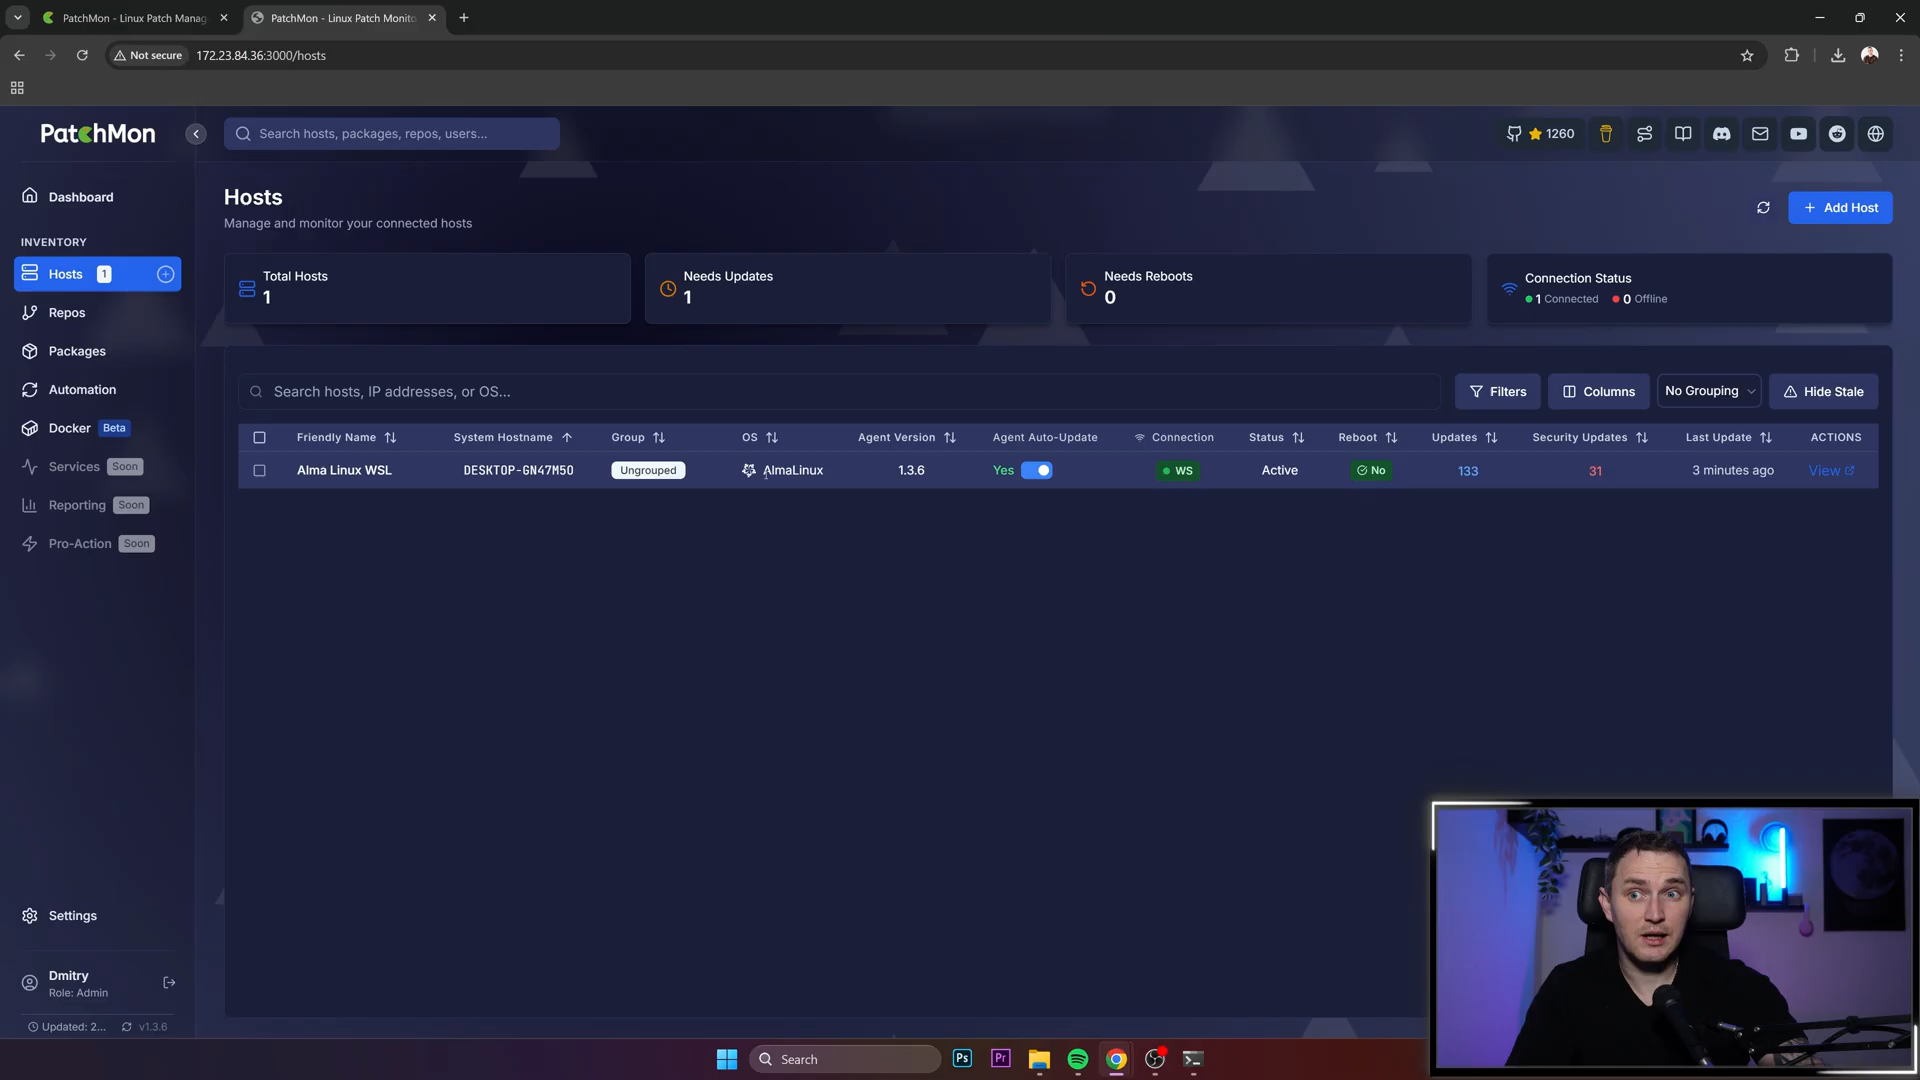 PatchMon - Linux Patch Manag
PatchMon - Linux Patch Monito
Not secure
172.23.84.36:3000/hosts
PatchMon
Search hosts, packages, repos, users...
1260
Dashboard
INVENTORY
Hosts 1
Repos
Packages
Automation
Docker Beta
Services Soon
Reporting Soon
Pro-Action Soon
Settings
Dmitry
Role: Admin
Updated: 2... v1.3.6
Hosts
Manage and monitor your connected hosts
Add Host
Total Hosts
1
Needs Updates
1
Needs Reboots
0
Connection Status
1 Connected 0 Offline
Search hosts, IP addresses, or OS...
Filters
Columns
No Grouping
Hide Stale
Friendly Name System Hostname Group OS Agent Version Agent Auto-Update Connection Status Reboot Updates Security Updates Last Update ACTIONS
Alma Linux WSL DESKTOP-GN47M5O Ungrouped AlmaLinux 1.3.6 Yes WS Active No 133 31 3 minutes ago View
Search
Ps
Pr